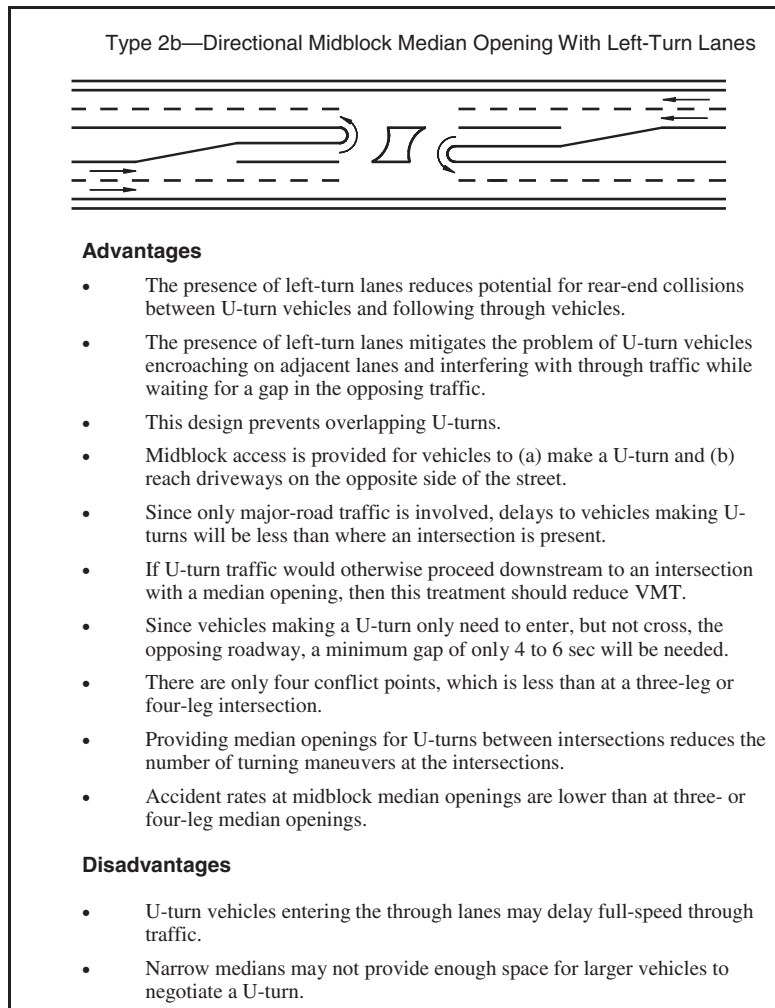 Type 2b—Directional Midblock Median Opening With Left-Turn Lanes
Advantages
• The presence of left-turn lanes reduces potential for rear-end collisions
between U-turn vehicles and following through vehicles.
• The presence of left-turn lanes mitigates the problem of U-turn vehicles
encroaching on adjacent lanes and interfering with through traffic while
waiting for a gap in the opposing traffic.
• This design prevents overlapping U-turns.
• Midblock access is provided for vehicles to (a) make a U-turn and (b)
reach driveways on the opposite side of the street.
• Since only major-road traffic is involved, delays to vehicles making U-
turns will be less than where an intersection is present.
• If U-turn traffic would otherwise proceed downstream to an intersection
with a median opening, then this treatment should reduce VMT.
• Since vehicles making a U-turn only need to enter, but not cross, the
opposing roadway, a minimum gap of only 4 to 6 sec will be needed.
• There are only four conflict points, which is less than at a three-leg or
four-leg intersection.
• Providing median openings for U-turns between intersections reduces the
number of turning maneuvers at the intersections.
• Accident rates at midblock median openings are lower than at three- or
four-leg median openings.
Disadvantages
• U-turn vehicles entering the through lanes may delay full-speed through
traffic.
• Narrow medians may not provide enough space for larger vehicles to
negotiate a U-turn.